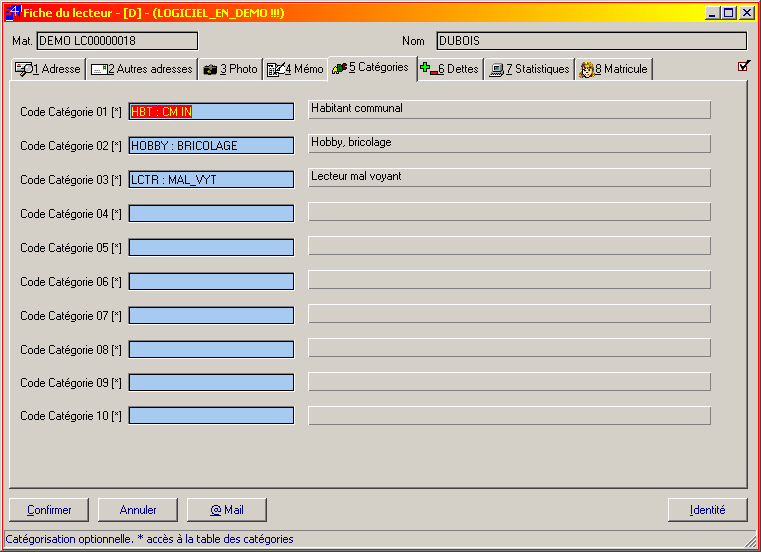 Fiche du lecteur - [D] - (LOGICIEL_EN_DEMO !!!)
Mat. DEMO LC00000018 Nom DUBOIS
1 Adresse 2 Autres adresses 3 Photo 4 Mémo 5 Catégories 6 Dettes 7 Statistiques 8 Matricule
Code Catégorie 01 [*] HBT : CM IN Habitant communal
Code Catégorie 02 [*] HOBBY : BRICOLAGE Hobby, bricolage
Code Catégorie 03 [*] LCTR : MAL_VYT Lecteur mal voyant
Code Catégorie 04 [*]
Code Catégorie 05 [*]
Code Catégorie 06 [*]
Code Catégorie 07 [*]
Code Catégorie 08 [*]
Code Catégorie 09 [*]
Code Catégorie 10 [*]
Confirmer Annuler @ Mail Identité
Catégorisation optionnelle. * accès à la table des catégories